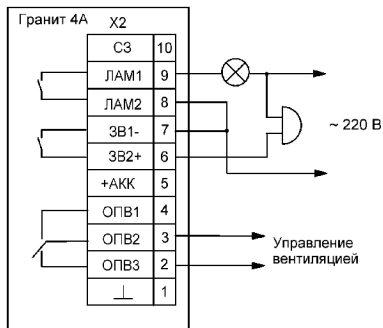 Гранит 4А
X2
СЗ 10
ЛАМ1 9
ЛАМ2 8
ЗВ1- 7
ЗВ2+ 6
+АКК 5
ОПВ1 4
ОПВ2 3
ОПВ3 2
⊥ 1
~ 220 В
Управление
вентиляцией